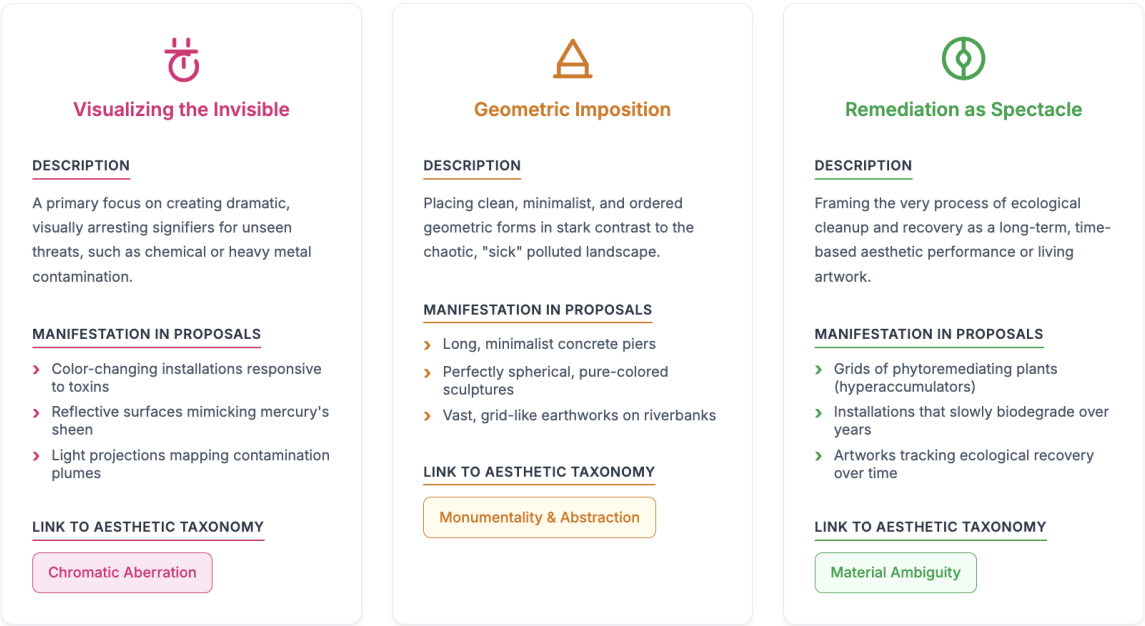 Visualizing the Invisible
DESCRIPTION
A primary focus on creating dramatic,
visually arresting signifiers for unseen
threats, such as chemical or heavy metal
contamination.
MANIFESTATION IN PROPOSALS
Color-changing installations responsive
to toxins
Reflective surfaces mimicking mercury's
sheen
Light projections mapping contamination
plumes
LINK TO AESTHETIC TAXONOMY
Chromatic Aberration
Geometric Imposition
DESCRIPTION
Placing clean, minimalist, and ordered
geometric forms in stark contrast to the
chaotic, "sick" polluted landscape.
MANIFESTATION IN PROPOSALS
Long, minimalist concrete piers
Perfectly spherical, pure-colored
sculptures
Vast, grid-like earthworks on riverbanks
LINK TO AESTHETIC TAXONOMY
Monumentality & Abstraction
Remediation as Spectacle
DESCRIPTION
Framing the very process of ecological
cleanup and recovery as a long-term, time-
based aesthetic performance or living
artwork.
MANIFESTATION IN PROPOSALS
Grids of phytoremediating plants
(hyperaccumulators)
Installations that slowly biodegrade over
years
Artworks tracking ecological recovery
over time
LINK TO AESTHETIC TAXONOMY
Material Ambiguity